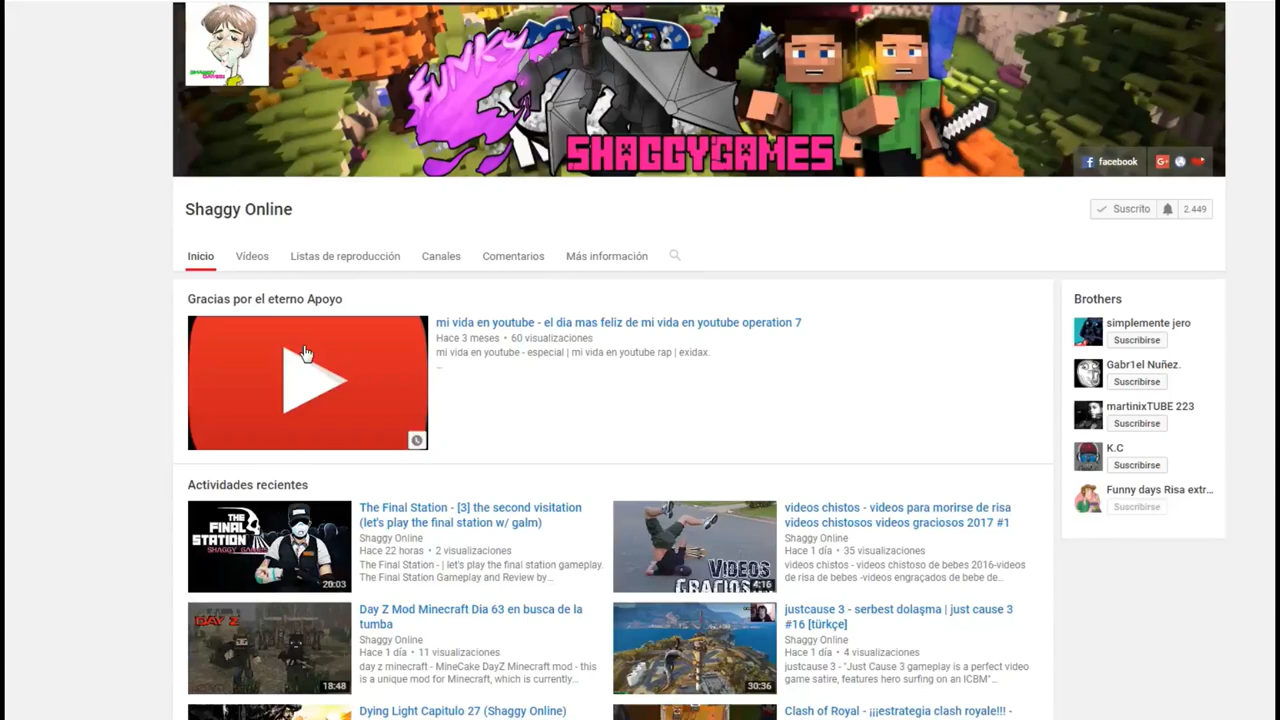 SHAGGYGAMES
facebook
Shaggy Online
Suscrito 2.449
Inicio Vídeos Listas de reproducción Canales Comentarios Más información
Gracias por el eterno Apoyo
mi vida en youtube - el dia mas feliz de mi vida en youtube operation 7
Hace 3 meses • 60 visualizaciones
mi vida en youtube - especial | mi vida en youtube rap | exidax.
...
Brothers
simplemente jero
Suscribirse
Gabr1el Nuñez.
Suscribirse
martinixTUBE 223
Suscribirse
K.C
Suscribirse
Funny days Risa extr...
Suscribirse
Actividades recientes
THE
FINAL
STATION
SHAGGY GAMES
20:03
The Final Station - [3] the second visitation
(let's play the final station w/ galm)
Shaggy Online
Hace 22 horas • 2 visualizaciones
The Final Station - | let's play the final station gameplay.
The Final Station Gameplay and Review by...
VIDEOS
GRACIOSOS
4:16
videos chistos - videos para morirse de risa
videos chistosos videos graciosos 2017 #1
Shaggy Online
Hace 1 día • 35 visualizaciones
videos chistos - videos chistosos de bebes 2016-videos
de risa de bebes -videos engraçados de bebe de...
DAY Z
18:48
Day Z Mod Minecraft Dia 63 en busca de la
tumba
Shaggy Online
Hace 1 día • 11 visualizaciones
day z minecraft - MineCake DayZ Minecraft mod - this
is a unique mod for Minecraft, which is currently...
30:36
justcause 3 - serbest dolaşma | just cause 3
#16 [türkçe]
Shaggy Online
Hace 1 día • 4 visualizaciones
justcause 3 - "Just Cause 3 gameplay is a perfect video
game satire, features hero surfing on an ICBM"...
Dying Light Capitulo 27 (Shaggy Online)
Clash of Royal - ¡¡¡estrategia clash royale!!! -